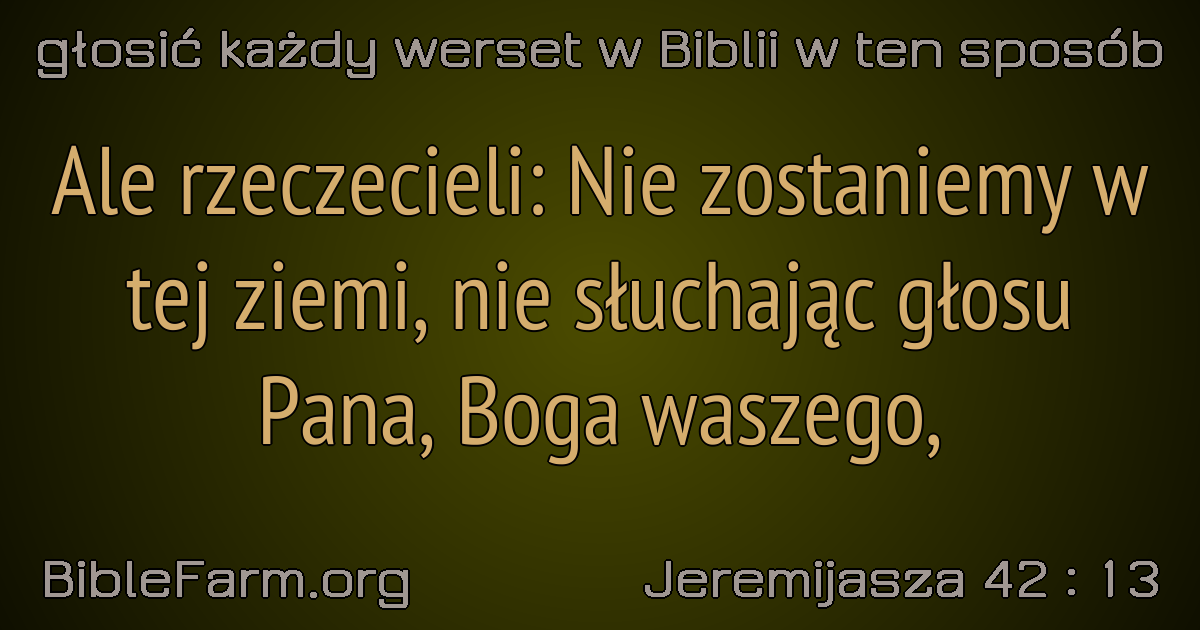 głosić każdy werset w Biblii w ten sposób
Ale rzeczecieli: Nie zostaniemy w
tej ziemi, nie słuchając głosu
Pana, Boga waszego,
BibleFarm.org
Jeremijasza 42 : 13